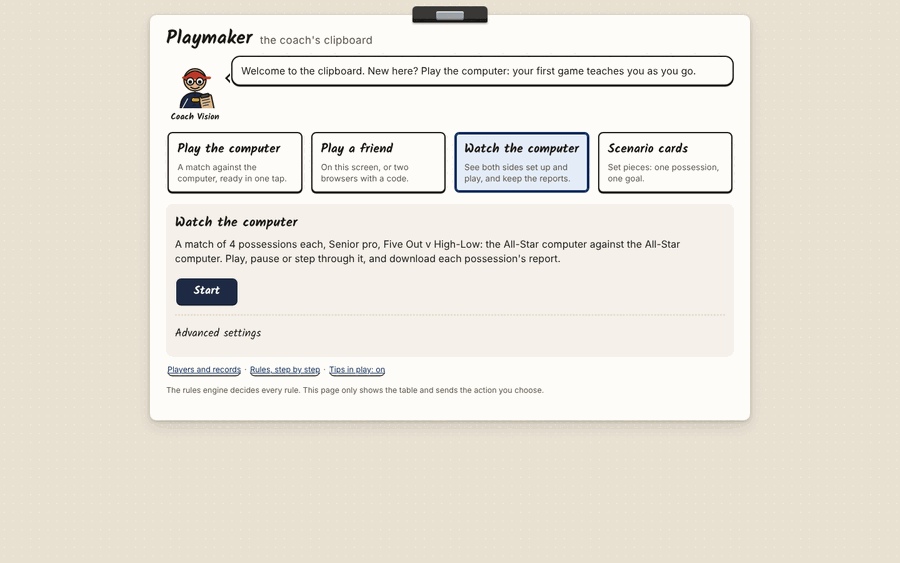 Playmaker the coach's clipboard
Welcome to the clipboard. New here? Play the computer: your first game teaches you as you go.
Coach Vision
Play the computer
A match against the
computer, ready in one tap.
Play a friend
On this screen, or two
browsers with a code.
Watch the computer
See both sides set up and
play, and keep the reports.
Scenario cards
Set pieces: one possession,
one goal.
Watch the computer
A match of 4 possessions each, Senior pro, Five Out v High-Low: the All-Star computer against the All-Star
computer. Play, pause or step through it, and download each possession's report.
Start
Advanced settings
Players and records · Rules, step by step · Tips in play: on
The rules engine decides every rule. This page only shows the table and sends the action you choose.